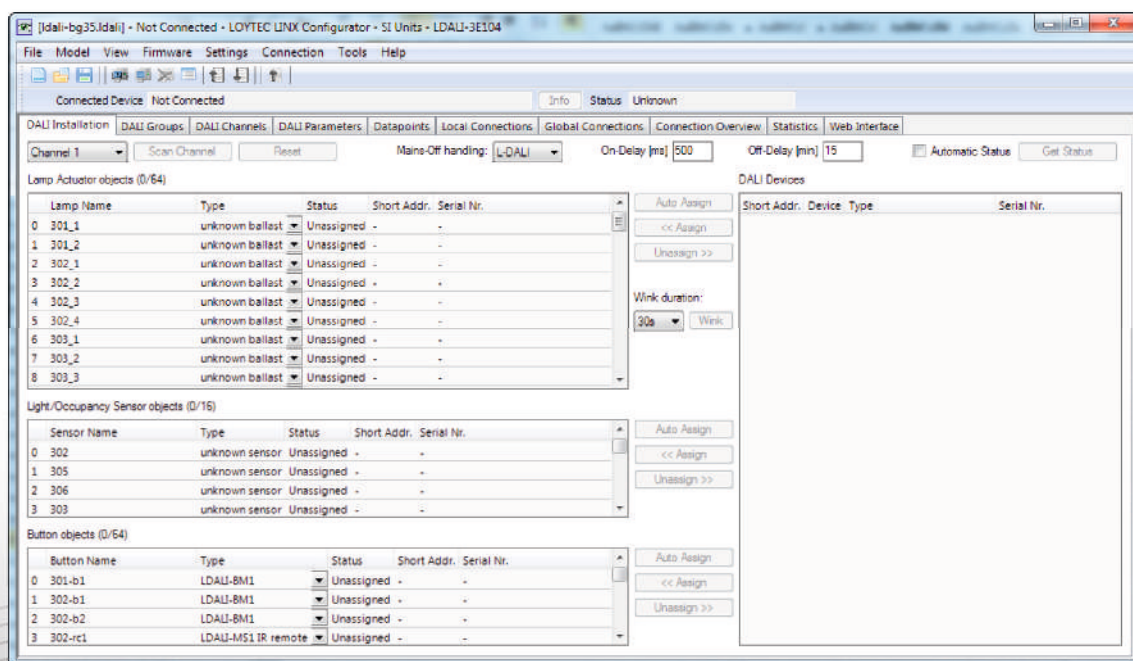 [ldali-bg35.ldali] - Not Connected - LOYTEC LINX Configurator - SI Units - LDALI-3E104
File Model View Firmware Settings Connection Tools Help
Connected Device Not Connected Info Status Unknown
DALI Installation DALI Groups DALI Channels DALI Parameters Datapoints Local Connections Global Connections Connection Overview Statistics Web Interface
Channel 1 Scan Channel Reset Mains-Off handling: L-DALI On-Delay [ms] 500 Off-Delay [min] 15 Automatic Status Get Status
Lamp Actuator objects (0/64) DALI Devices
Lamp Name Type Status Short Addr. Serial Nr. Auto Assign Short Addr. Device Type Serial Nr.
0 301_1 unknown ballast Unassigned - - << Assign
1 301_2 unknown ballast Unassigned - - Unassign >>
2 302_1 unknown ballast Unassigned - -
3 302_2 unknown ballast Unassigned - -
4 302_3 unknown ballast Unassigned - - Wink duration:
5 302_4 unknown ballast Unassigned - - 30s Wink
6 303_1 unknown ballast Unassigned - -
7 303_2 unknown ballast Unassigned - -
8 303_3 unknown ballast Unassigned - -
Light/Occupancy Sensor objects (0/16)
Sensor Name Type Status Short Addr. Serial Nr. Auto Assign
0 302 unknown sensor Unassigned - - << Assign
1 305 unknown sensor Unassigned - - Unassign >>
2 306 unknown sensor Unassigned - -
3 303 unknown sensor Unassigned - -
Button objects (0/64)
Button Name Type Status Short Addr. Serial Nr. Auto Assign
0 301-b1 LDALI-BM1 Unassigned - - << Assign
1 302-b1 LDALI-BM1 Unassigned - - Unassign >>
2 302-b2 LDALI-BM1 Unassigned - -
3 302-rc1 LDALI-MS1 IR remote Unassigned - -